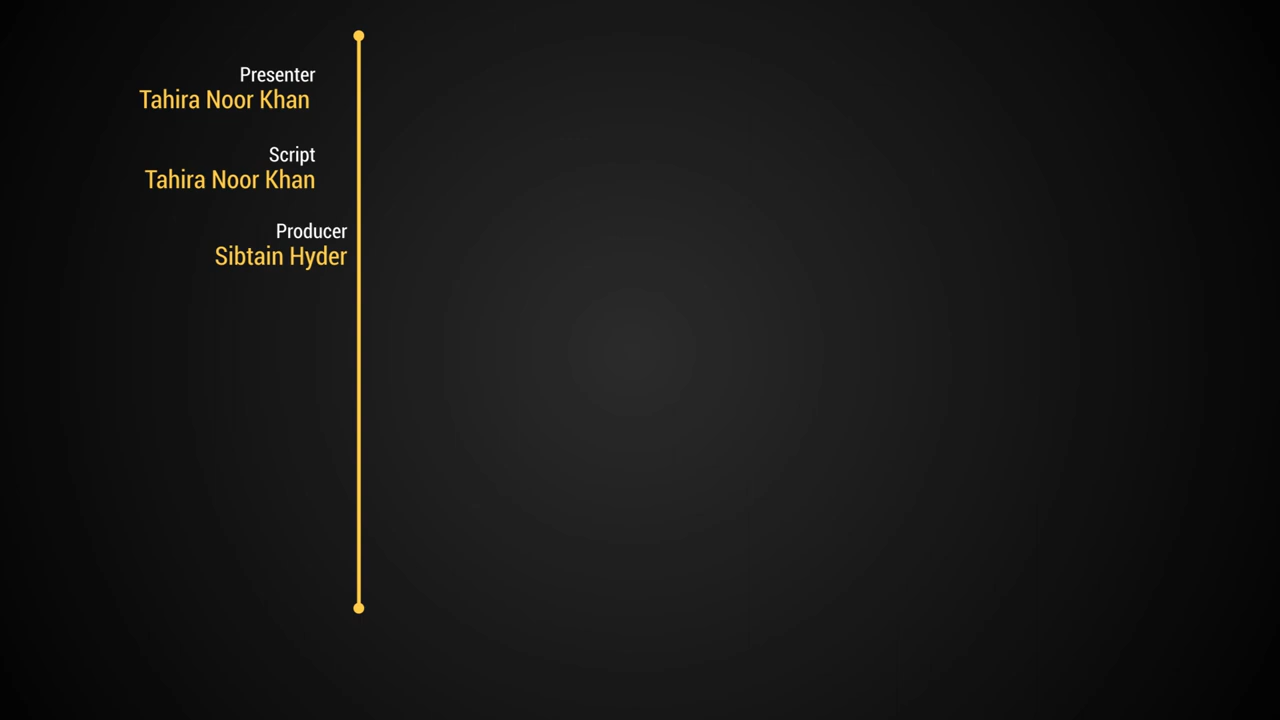 Presenter
Tahira Noor Khan
Script
Tahira Noor Khan
Producer
Sibtain Hyder